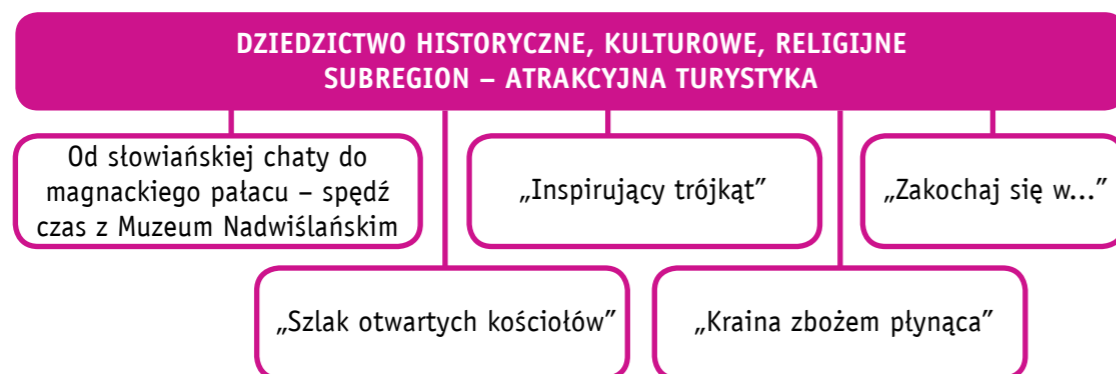 DZIEDZICTWO HISTORYCZNE, KULTUROWE, RELIGIJNE
SUBREGION – ATRAKCYJNA TURYSTYKA
Od słowiańskiej chaty do
magnackiego pałacu – spędź
czas z Muzeum Nadwiślańskim
„Inspirujący trójkąt”
„Zakochaj się w...”
„Szlak otwartych kościołów”
„Kraina zbożem płynąca”